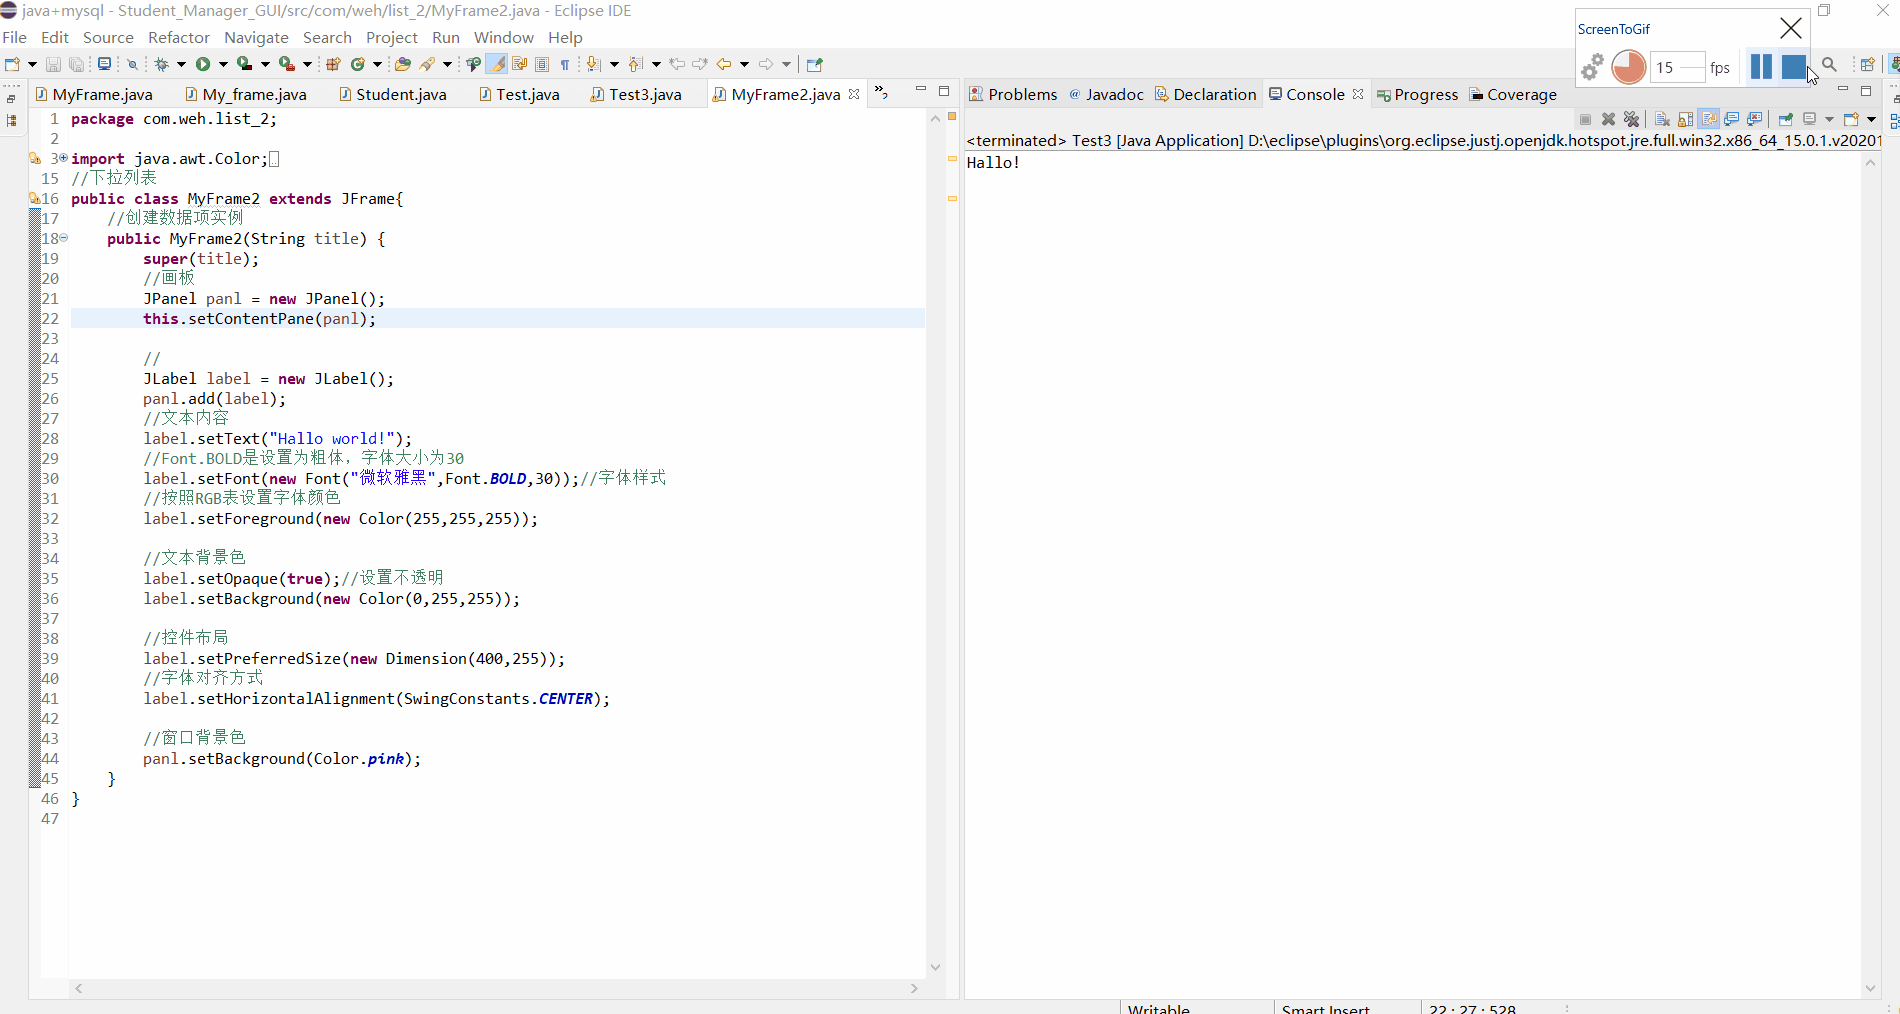 java+mysql - Student_Manager_GUI/src/com/weh/list_2/MyFrame2.java - Eclipse IDE
File Edit Source Refactor Navigate Search Project Run Window Help
ScreenToGif
15 fps
MyFrame.java My_frame.java Student.java Test.java Test3.java MyFrame2.java
1 package com.weh.list_2;
2
3 import java.awt.Color;
15 //下拉列表
16 public class MyFrame2 extends JFrame{
17 //创建数据项实例
18 public MyFrame2(String title) {
19 super(title);
20 //画板
21 JPanel panl = new JPanel();
22 this.setContentPane(panl);
23
24 //
25 JLabel label = new JLabel();
26 panl.add(label);
27 //文本内容
28 label.setText("Hallo world!");
29 //Font.BOLD是设置为粗体，字体大小为30
30 label.setFont(new Font("微软雅黑",Font.BOLD,30));//字体样式
31 //按照RGB表设置字体颜色
32 label.setForeground(new Color(255,255,255));
33
34 //文本背景色
35 label.setOpaque(true);//设置不透明
36 label.setBackground(new Color(0,255,255));
37
38 //控件布局
39 label.setPreferredSize(new Dimension(400,255));
40 //字体对齐方式
41 label.setHorizontalAlignment(SwingConstants.CENTER);
42
43 //窗口背景色
44 panl.setBackground(Color.pink);
45 }
46 }
47
Problems @ Javadoc Declaration Console Progress Coverage
<terminated> Test3 [Java Application] D:\eclipse\plugins\org.eclipse.justj.openjdk.hotspot.jre.full.win32.x86_64_15.0.1.v20201
Hallo!
Writable Smart Insert 22 : 27 : 528